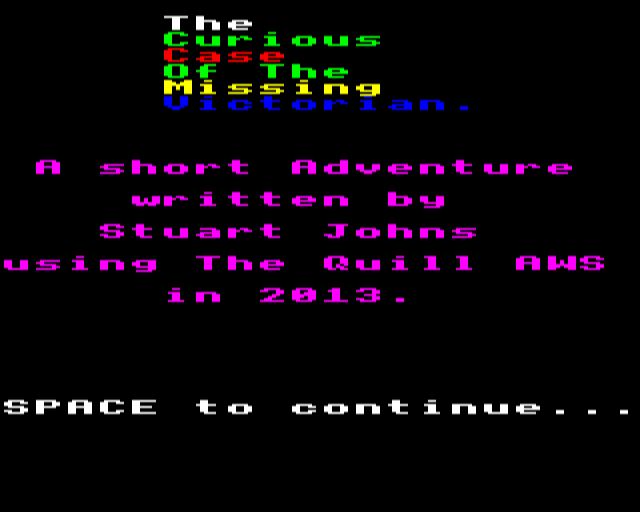 The
Curious
Case
Of The
Missing
Victorian.
A short Adventure
written by
Stuart Johns
using The Quill AWS
in 2013.
SPACE to continue...